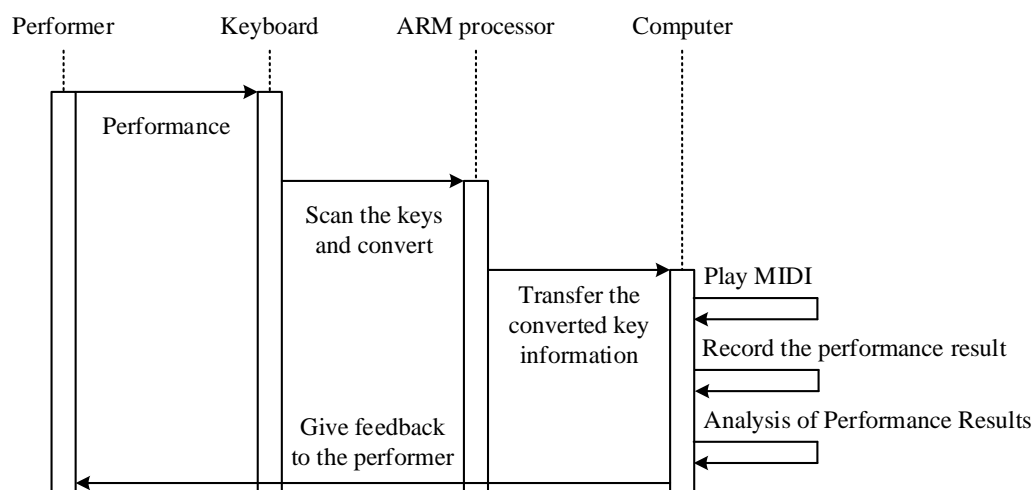 Performer
Keyboard
ARM processor
Computer
Performance
Scan the keys
and convert
Transfer the
converted key
information
Play MIDI
Record the performance result
Analysis of Performance Results
Give feedback
to the performer